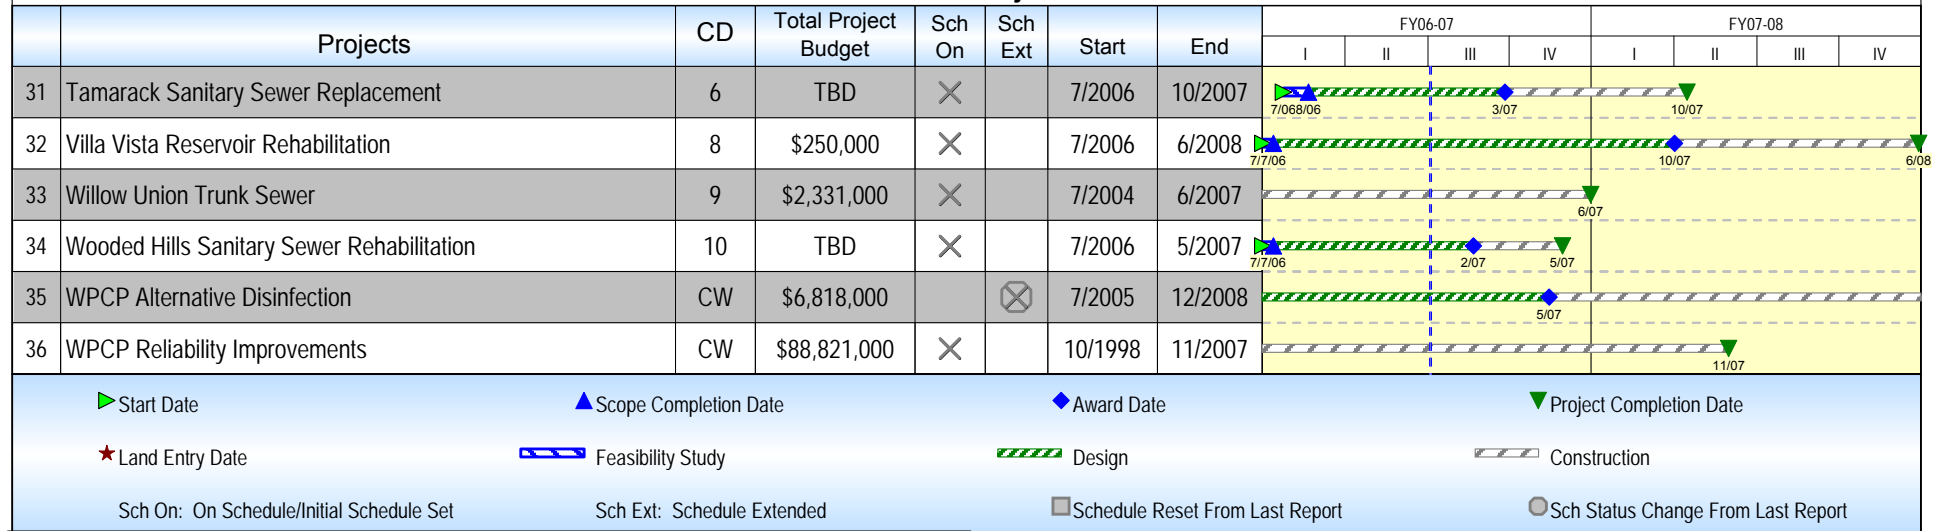 Projects CD Total Project Budget Sch On Sch Ext Start End FY06-07 FY07-08
I II III IV I II III IV
31 Tamarack Sanitary Sewer Replacement 6 TBD 7/2006 10/2007
7/06 8/06 3/07 10/07
32 Villa Vista Reservoir Rehabilitation 8 $250,000 7/2006 6/2008
7/7/06 10/07 6/08
33 Willow Union Trunk Sewer 9 $2,331,000 7/2004 6/2007
6/07
34 Wooded Hills Sanitary Sewer Rehabilitation 10 TBD 7/2006 5/2007
7/7/06 2/07 5/07
35 WPCP Alternative Disinfection CW $6,818,000 7/2005 12/2008
5/07
36 WPCP Reliability Improvements CW $88,821,000 10/1998 11/2007
11/07
Start Date Scope Completion Date Award Date Project Completion Date
Land Entry Date Feasibility Study Design Construction
Sch On: On Schedule/Initial Schedule Set Sch Ext: Schedule Extended Schedule Reset From Last Report Sch Status Change From Last Report